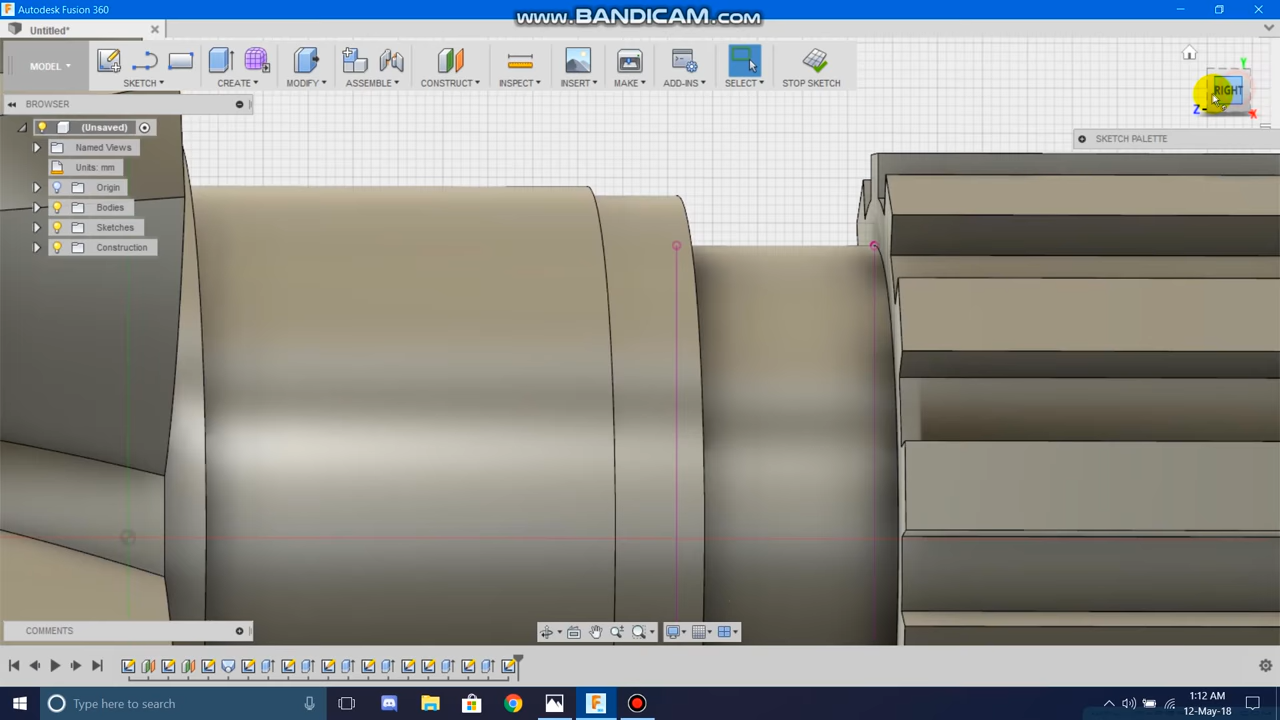 Autodesk Fusion 360
www.BANDICAM.com
Untitled*
MODEL
SKETCH
CREATE
MODIFY
ASSEMBLE
CONSTRUCT
INSPECT
INSERT
MAKE
ADD-INS
SELECT
STOP SKETCH
RIGHT
Y
Z
X
BROWSER
SKETCH PALETTE
(Unsaved)
Named Views
Units: mm
Origin
Bodies
Sketches
Construction
COMMENTS
Type here to search
1:12 AM
12-May-18